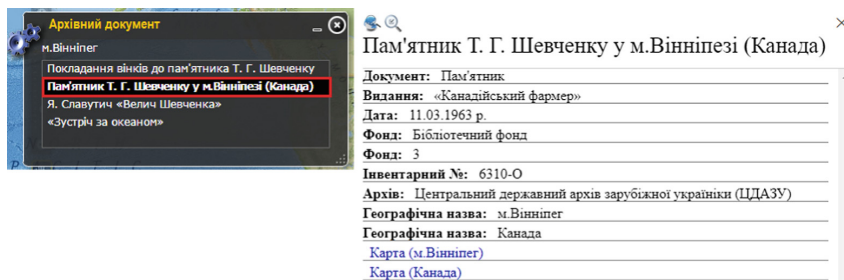 Архівний документ
м.Вінніпег
Покладання вінків до пам'ятника Т. Г. Шевченку
Пам'ятник Т. Г. Шевченку у м.Вінніпезі (Канада)
Я. Славутич «Велич Шевченка»
«Зустріч за океаном»
Пам'ятник Т. Г. Шевченку у м.Вінніпезі (Канада)
Документ: Пам'ятник
Видання: «Канадійський фармер»
Дата: 11.03.1963 р.
Фонд: Бібліотечний фонд
Фонд: 3
Інвентарний №: 6310-О
Архів: Центральний державний архів зарубіжної україніки (ЦДАЗУ)
Географічна назва: м.Вінніпег
Географічна назва: Канада
Карта (м.Вінніпег)
Карта (Канада)